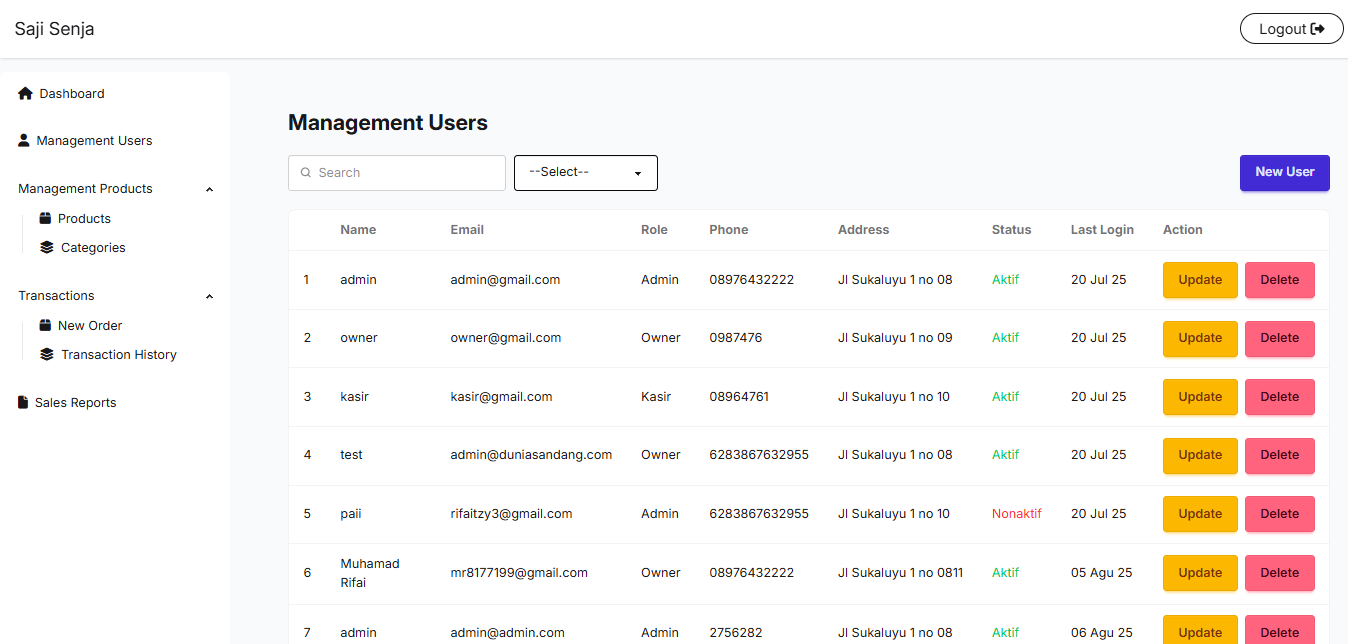 Saji Senja
Logout
Dashboard
Management Users
Management Products
Products
Categories
Transactions
New Order
Transaction History
Sales Reports
Management Users
Search
--Select--
New User
Name Email Role Phone Address Status Last Login Action
1 admin admin@gmail.com Admin 08976432222 Jl Sukaluyu 1 no 08 Aktif 20 Jul 25 Update Delete
2 owner owner@gmail.com Owner 0987476 Jl Sukaluyu 1 no 09 Aktif 20 Jul 25 Update Delete
3 kasir kasir@gmail.com Kasir 08964761 Jl Sukaluyu 1 no 10 Aktif 20 Jul 25 Update Delete
4 test admin@duniasandang.com Owner 6283867632955 Jl Sukaluyu 1 no 08 Aktif 20 Jul 25 Update Delete
5 paii rifaitzy3@gmail.com Admin 6283867632955 Jl Sukaluyu 1 no 10 Nonaktif 20 Jul 25 Update Delete
6 Muhamad Rifai mr8177199@gmail.com Owner 08976432222 Jl Sukaluyu 1 no 0811 Aktif 05 Agu 25 Update Delete
7 admin admin@admin.com Admin 2756282 Jl Sukaluyu 1 no 08 Aktif 06 Agu 25 Update Delete